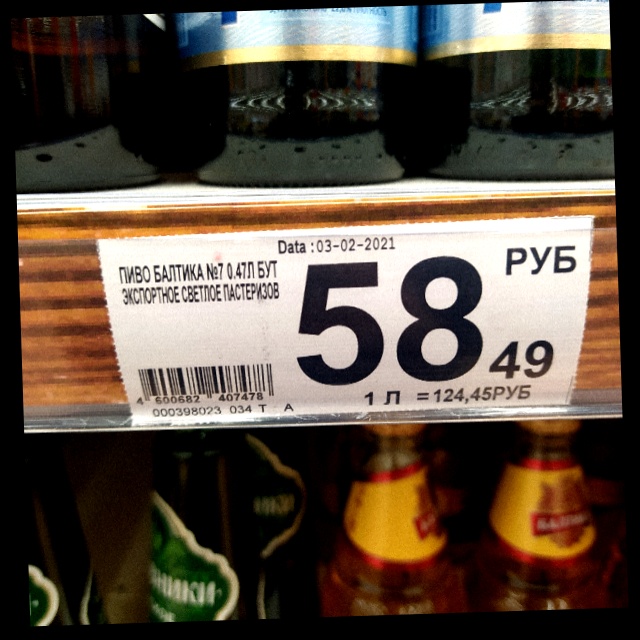 Data :03-02-2021
ПИВО БАЛТИКА №7 0.47Л БУТ
ЭКСПОРТНОЕ СВЕТЛОЕ ПАСТЕРИЗОВ
58 49 РУБ
1 Л =124,45РУБ
4 600682 407478
000398023 034 Т А